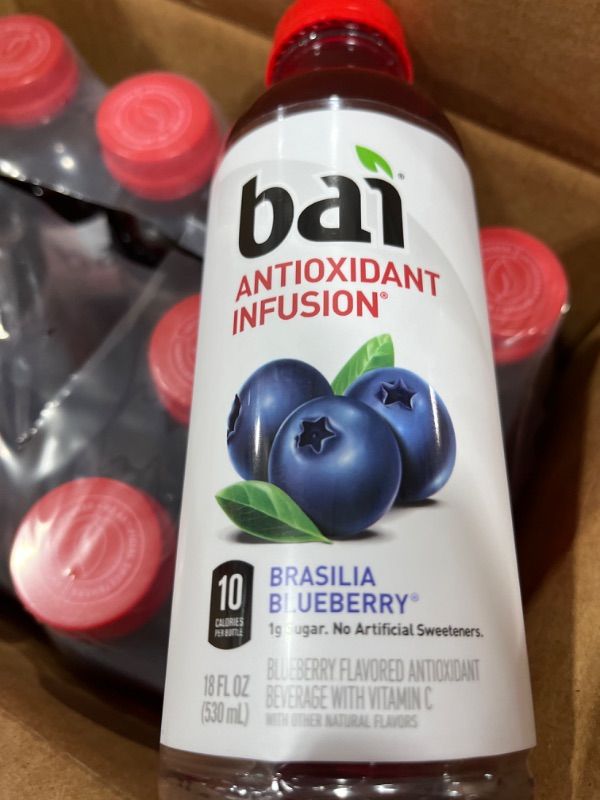 bai®
ANTIOXIDANT
INFUSION®
10
CALORIES
PER BOTTLE
BRASILIA
BLUEBERRY®
1g Sugar. No Artificial Sweeteners.
18 FL OZ
(530 mL)
BLUEBERRY FLAVORED ANTIOXIDANT
BEVERAGE WITH VITAMIN C
WITH OTHER NATURAL FLAVORS